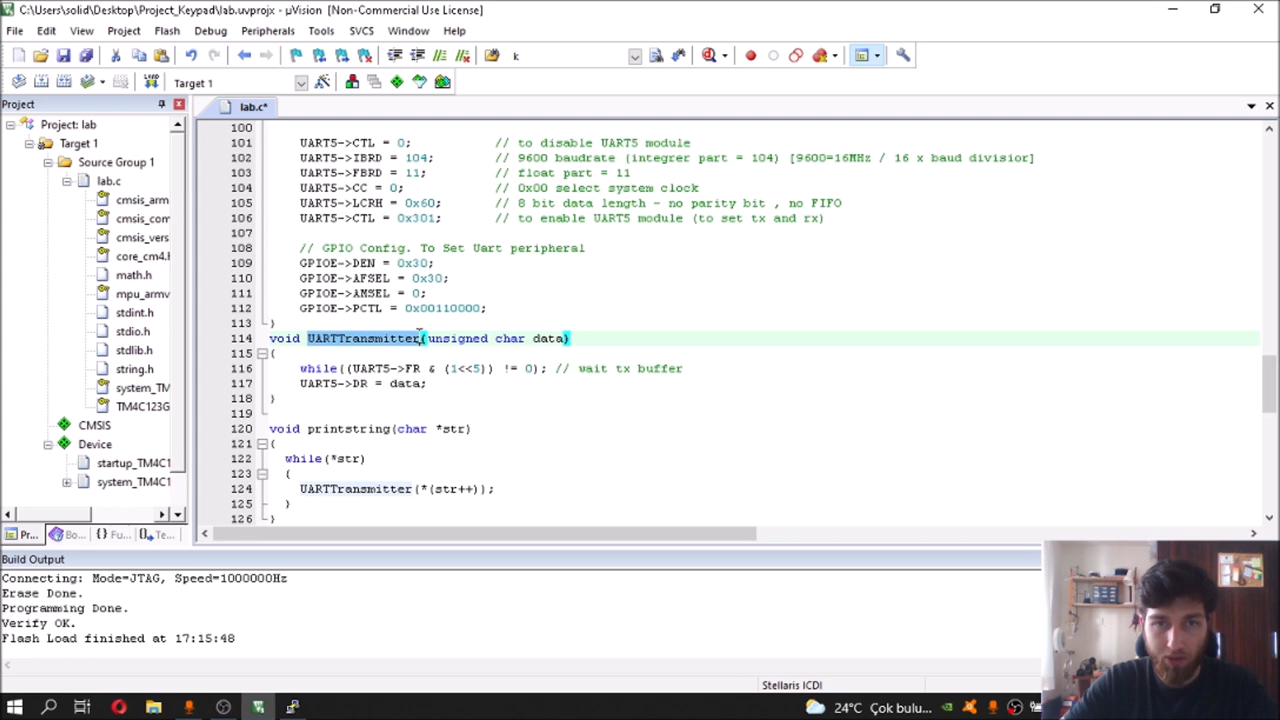 C:\Users\solid\Desktop\Project_Keypad\lab.uvprojx - µVision [Non-Commercial Use License]
File Edit View Project Flash Debug Peripherals Tools SVCS Window Help
k
LOAD Target 1
Project
lab.c*
Project: lab
Target 1
Source Group 1
lab.c
cmsis_arm
cmsis_com
cmsis_vers
core_cm4.h
math.h
mpu_armv
stdint.h
stdio.h
stdlib.h
string.h
system_TM
TM4C123G
CMSIS
Device
startup_TM4C1
system_TM4C1
Pr... Bo... {} Fu... Te...
100
101 UART5->CTL = 0; // to disable UART5 module
102 UART5->IBRD = 104; // 9600 baudrate (integrer part = 104) [9600=16MHz / 16 x baud divisior]
103 UART5->FBRD = 11; // float part = 11
104 UART5->CC = 0; // 0x00 select system clock
105 UART5->LCRH = 0x60; // 8 bit data length - no parity bit , no FIFO
106 UART5->CTL = 0x301; // to enable UART5 module (to set tx and rx)
107
108 // GPIO Config. To Set Uart peripheral
109 GPIOE->DEN = 0x30;
110 GPIOE->AFSEL = 0x30;
111 GPIOE->AMSEL = 0;
112 GPIOE->PCTL = 0x00110000;
113 }
114 void UARTTransmitter(unsigned char data)
115 {
116 while((UART5->FR & (1<<5)) != 0); // wait tx buffer
117 UART5->DR = data;
118 }
119
120 void printstring(char *str)
121 {
122 while(*str)
123 {
124 UARTTransmitter(*(str++));
125 }
126 }
Build Output
Connecting: Mode=JTAG, Speed=1000000Hz
Erase Done.
Programming Done.
Verify OK.
Flash Load finished at 17:15:48
Stellaris ICDI
24°C Çok bulu...